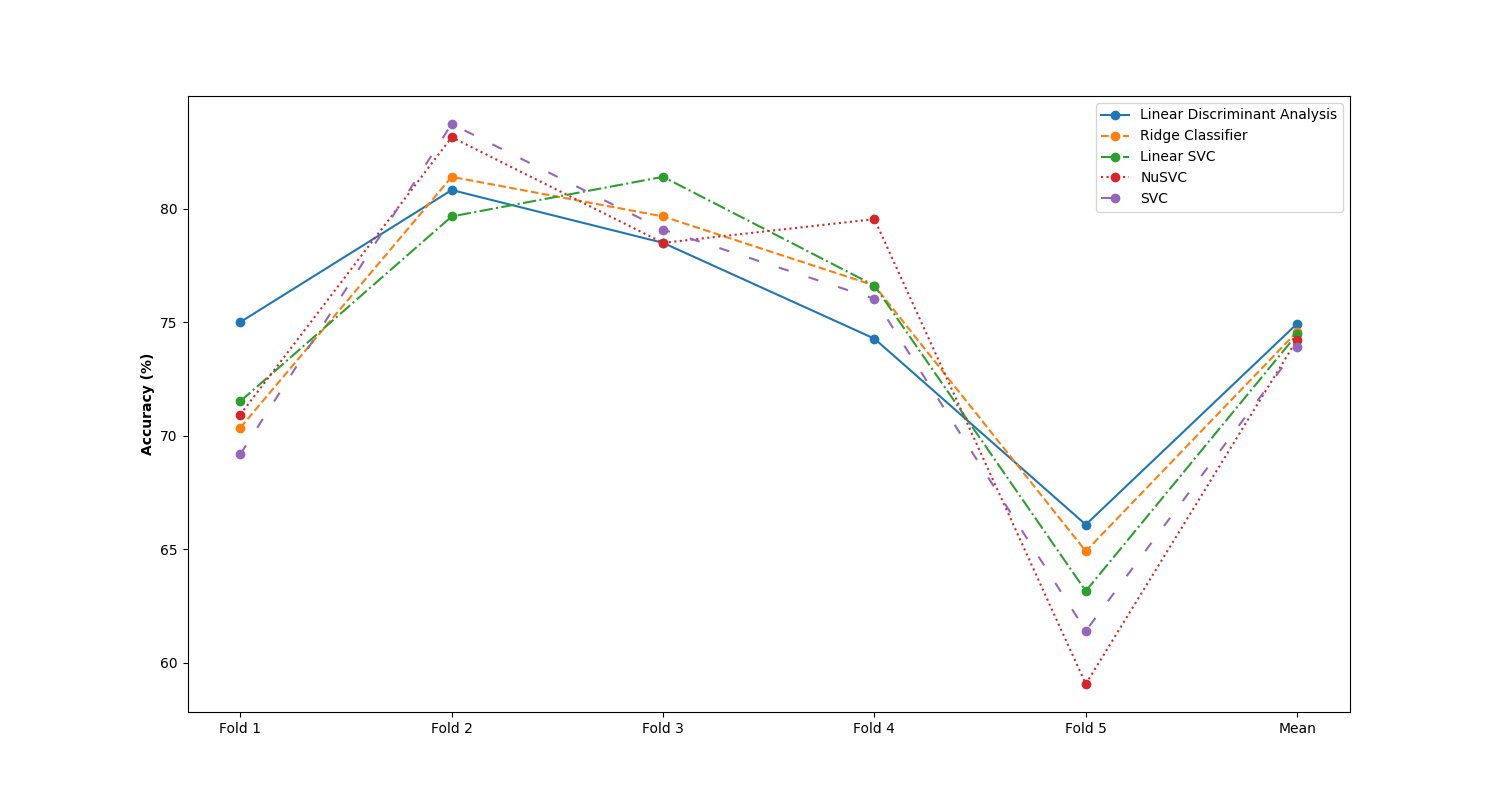 Linear Discriminant Analysis
Ridge Classifier
Linear SVC
NuSVC
SVC
80
75
70
65
60
Accuracy (%)
Fold 1
Fold 2
Fold 3
Fold 4
Fold 5
Mean